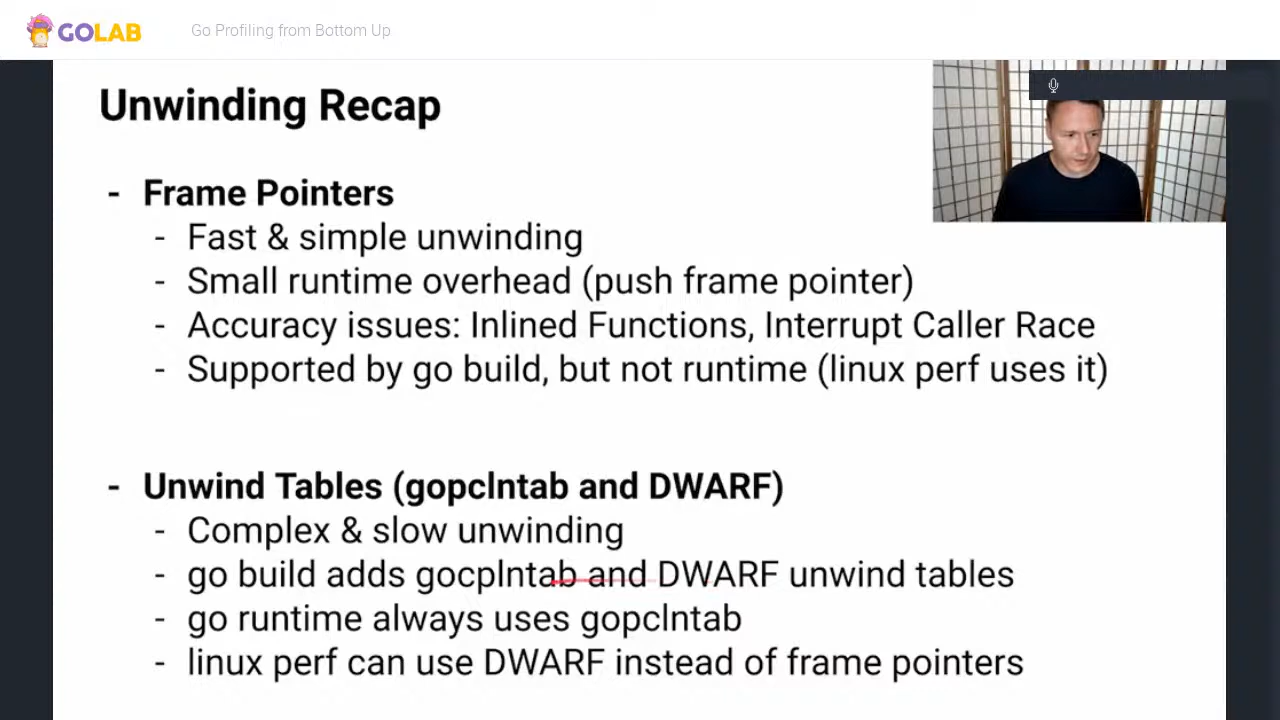 GOLAB
Go Profiling from Bottom Up
Unwinding Recap
- Frame Pointers
- Fast & simple unwinding
- Small runtime overhead (push frame pointer)
- Accuracy issues: Inlined Functions, Interrupt Caller Race
- Supported by go build, but not runtime (linux perf uses it)
- Unwind Tables (gopclntab and DWARF)
- Complex & slow unwinding
- go build adds gocplntab and DWARF unwind tables
- go runtime always uses gopclntab
- linux perf can use DWARF instead of frame pointers